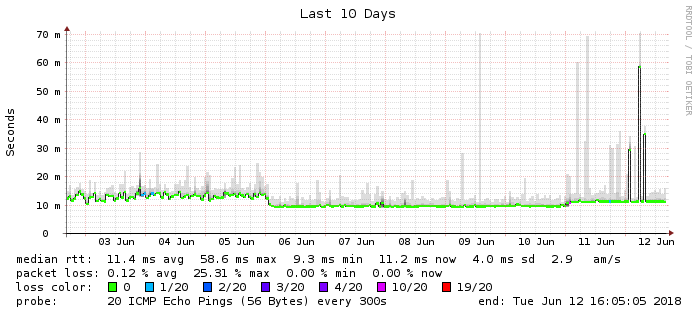 Last 10 Days
RRDTOOL / TOBI OETIKER
Seconds
70 m
60 m
50 m
40 m
30 m
20 m
10 m
0
03 Jun 04 Jun 05 Jun 06 Jun 07 Jun 08 Jun 09 Jun 10 Jun 11 Jun 12 Jun
median rtt: 11.4 ms avg 58.6 ms max 9.3 ms min 11.2 ms now 4.0 ms sd 2.9 am/s
packet loss: 0.12 % avg 25.31 % max 0.00 % min 0.00 % now
loss color: 0 1/20 2/20 3/20 4/20 10/20 19/20
probe: 20 ICMP Echo Pings (56 Bytes) every 300s end: Tue Jun 12 16:05:05 2018